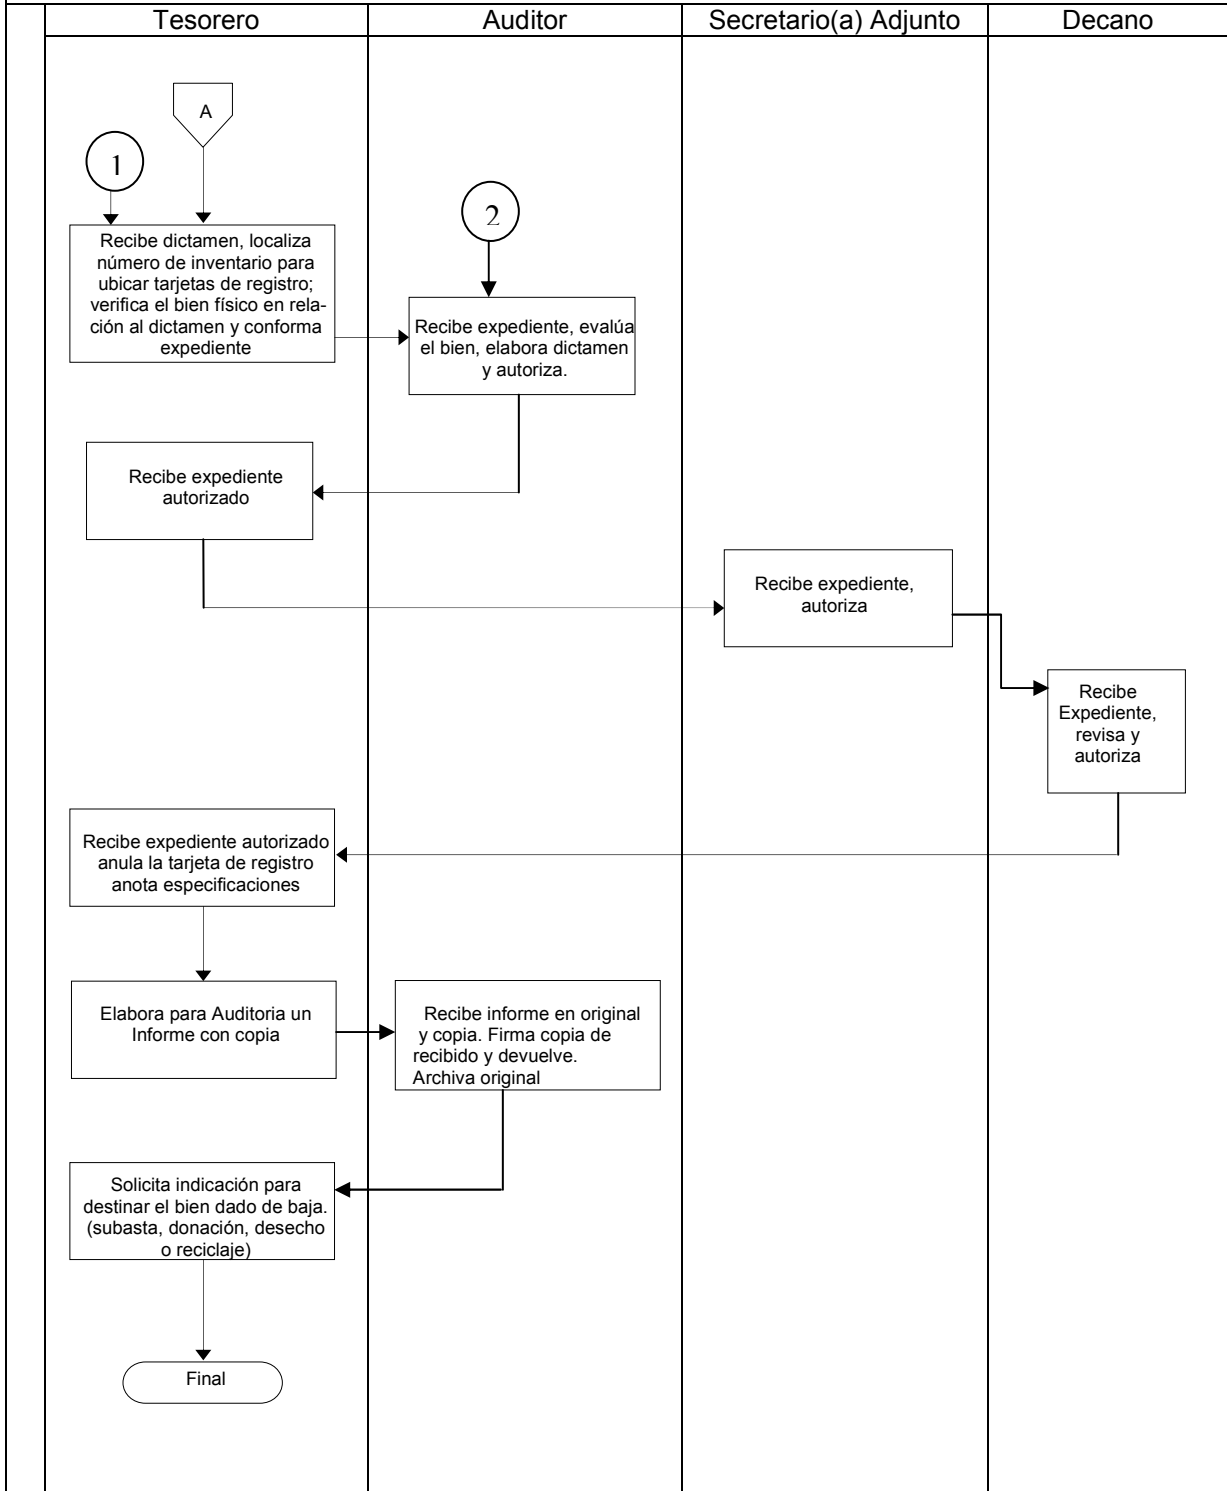 Tesorero
Auditor
Secretario(a) Adjunto
Decano
A
1
2
Recibe dictamen, localiza
número de inventario para
ubicar tarjetas de registro;
verifica el bien físico en rela-
ción al dictamen y conforma
expediente
Recibe expediente, evalúa
el bien, elabora dictamen
y autoriza.
Recibe expediente
autorizado
Recibe expediente,
autoriza
Recibe
Expediente,
revisa y
autoriza
Recibe expediente autorizado
anula la tarjeta de registro
anota especificaciones
Elabora para Auditoria un
Informe con copia
Recibe informe en original
y copia. Firma copia de
recibido y devuelve.
Archiva original
Solicita indicación para
destinar el bien dado de baja.
(subasta, donación, desecho
o reciclaje)
Final